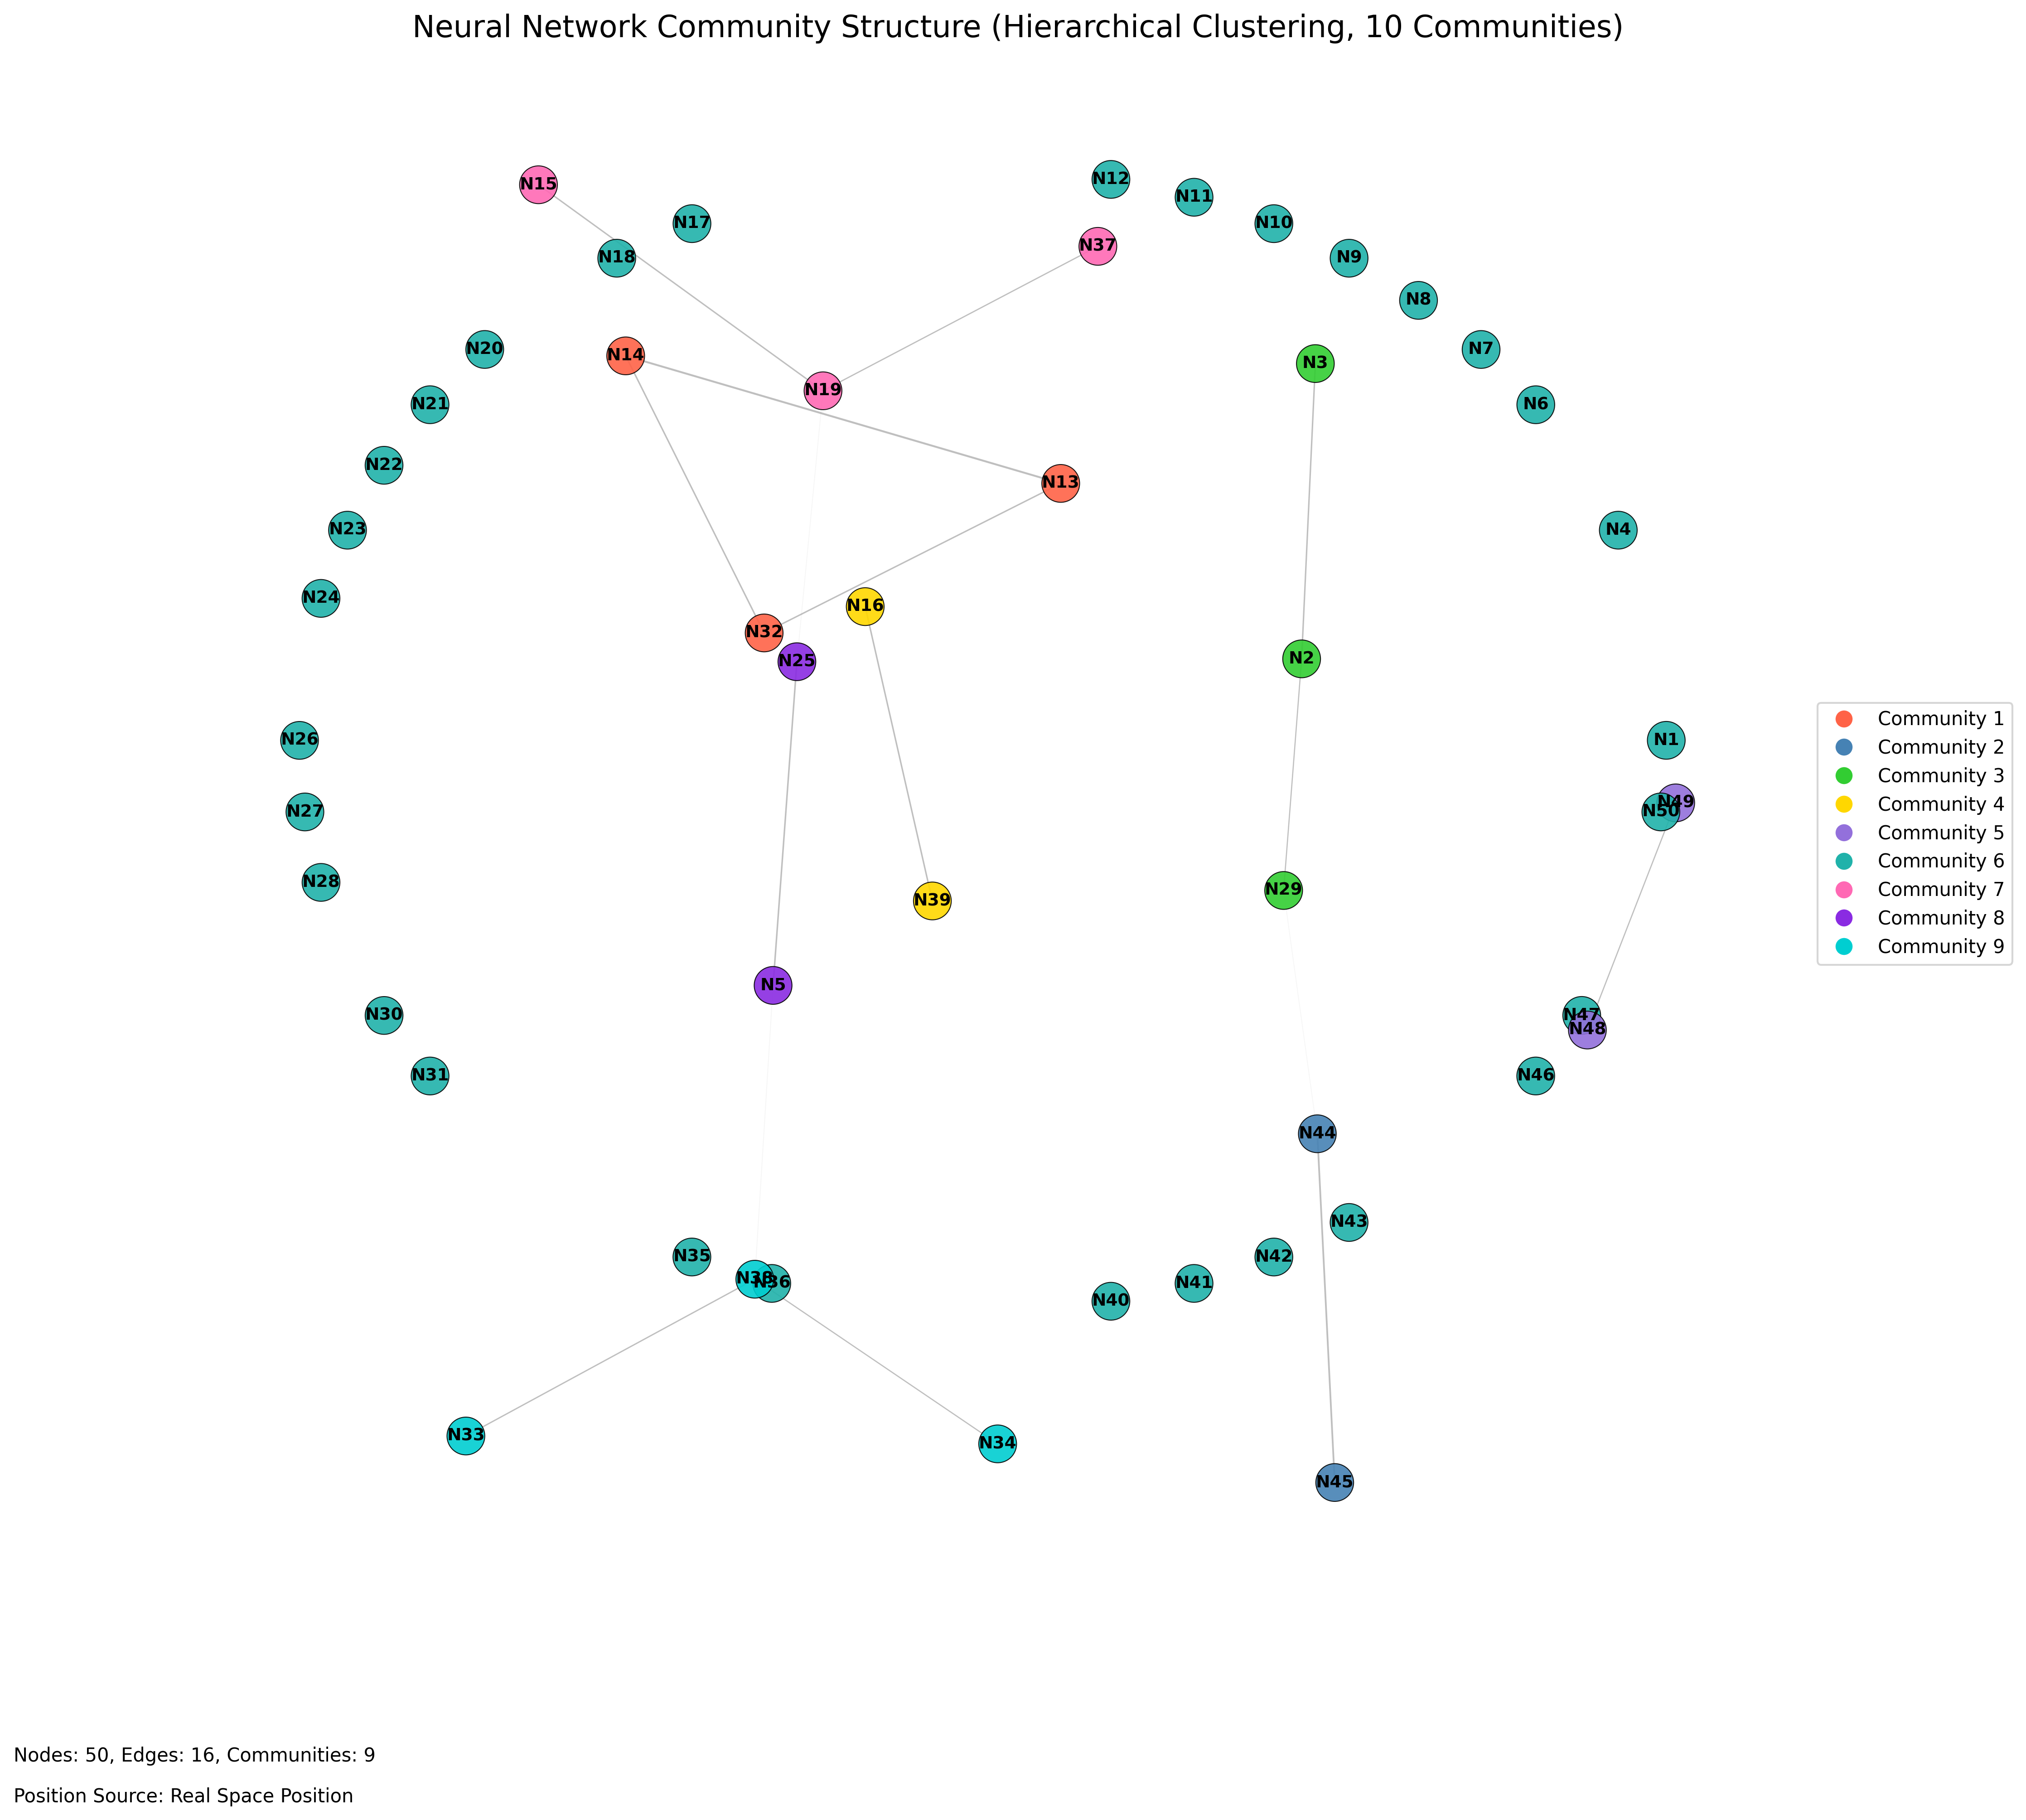 Neural Network Community Structure (Hierarchical Clustering, 10 Communities)
N12
N15
N11
N17
N10
N37
N18
N9
N8
N20
N7
N14
N3
N19
N21
N6
N22
N13
N23
N4
N24
N16
N32
N2
N25
N26
N1
N49
N50
N27
N28
N29
N39
N5
N30
N47
N48
N31
N46
N44
N43
N35
N42
N38
N36
N41
N40
N33
N34
N45
Community 1
Community 2
Community 3
Community 4
Community 5
Community 6
Community 7
Community 8
Community 9
Nodes: 50, Edges: 16, Communities: 9
Position Source: Real Space Position